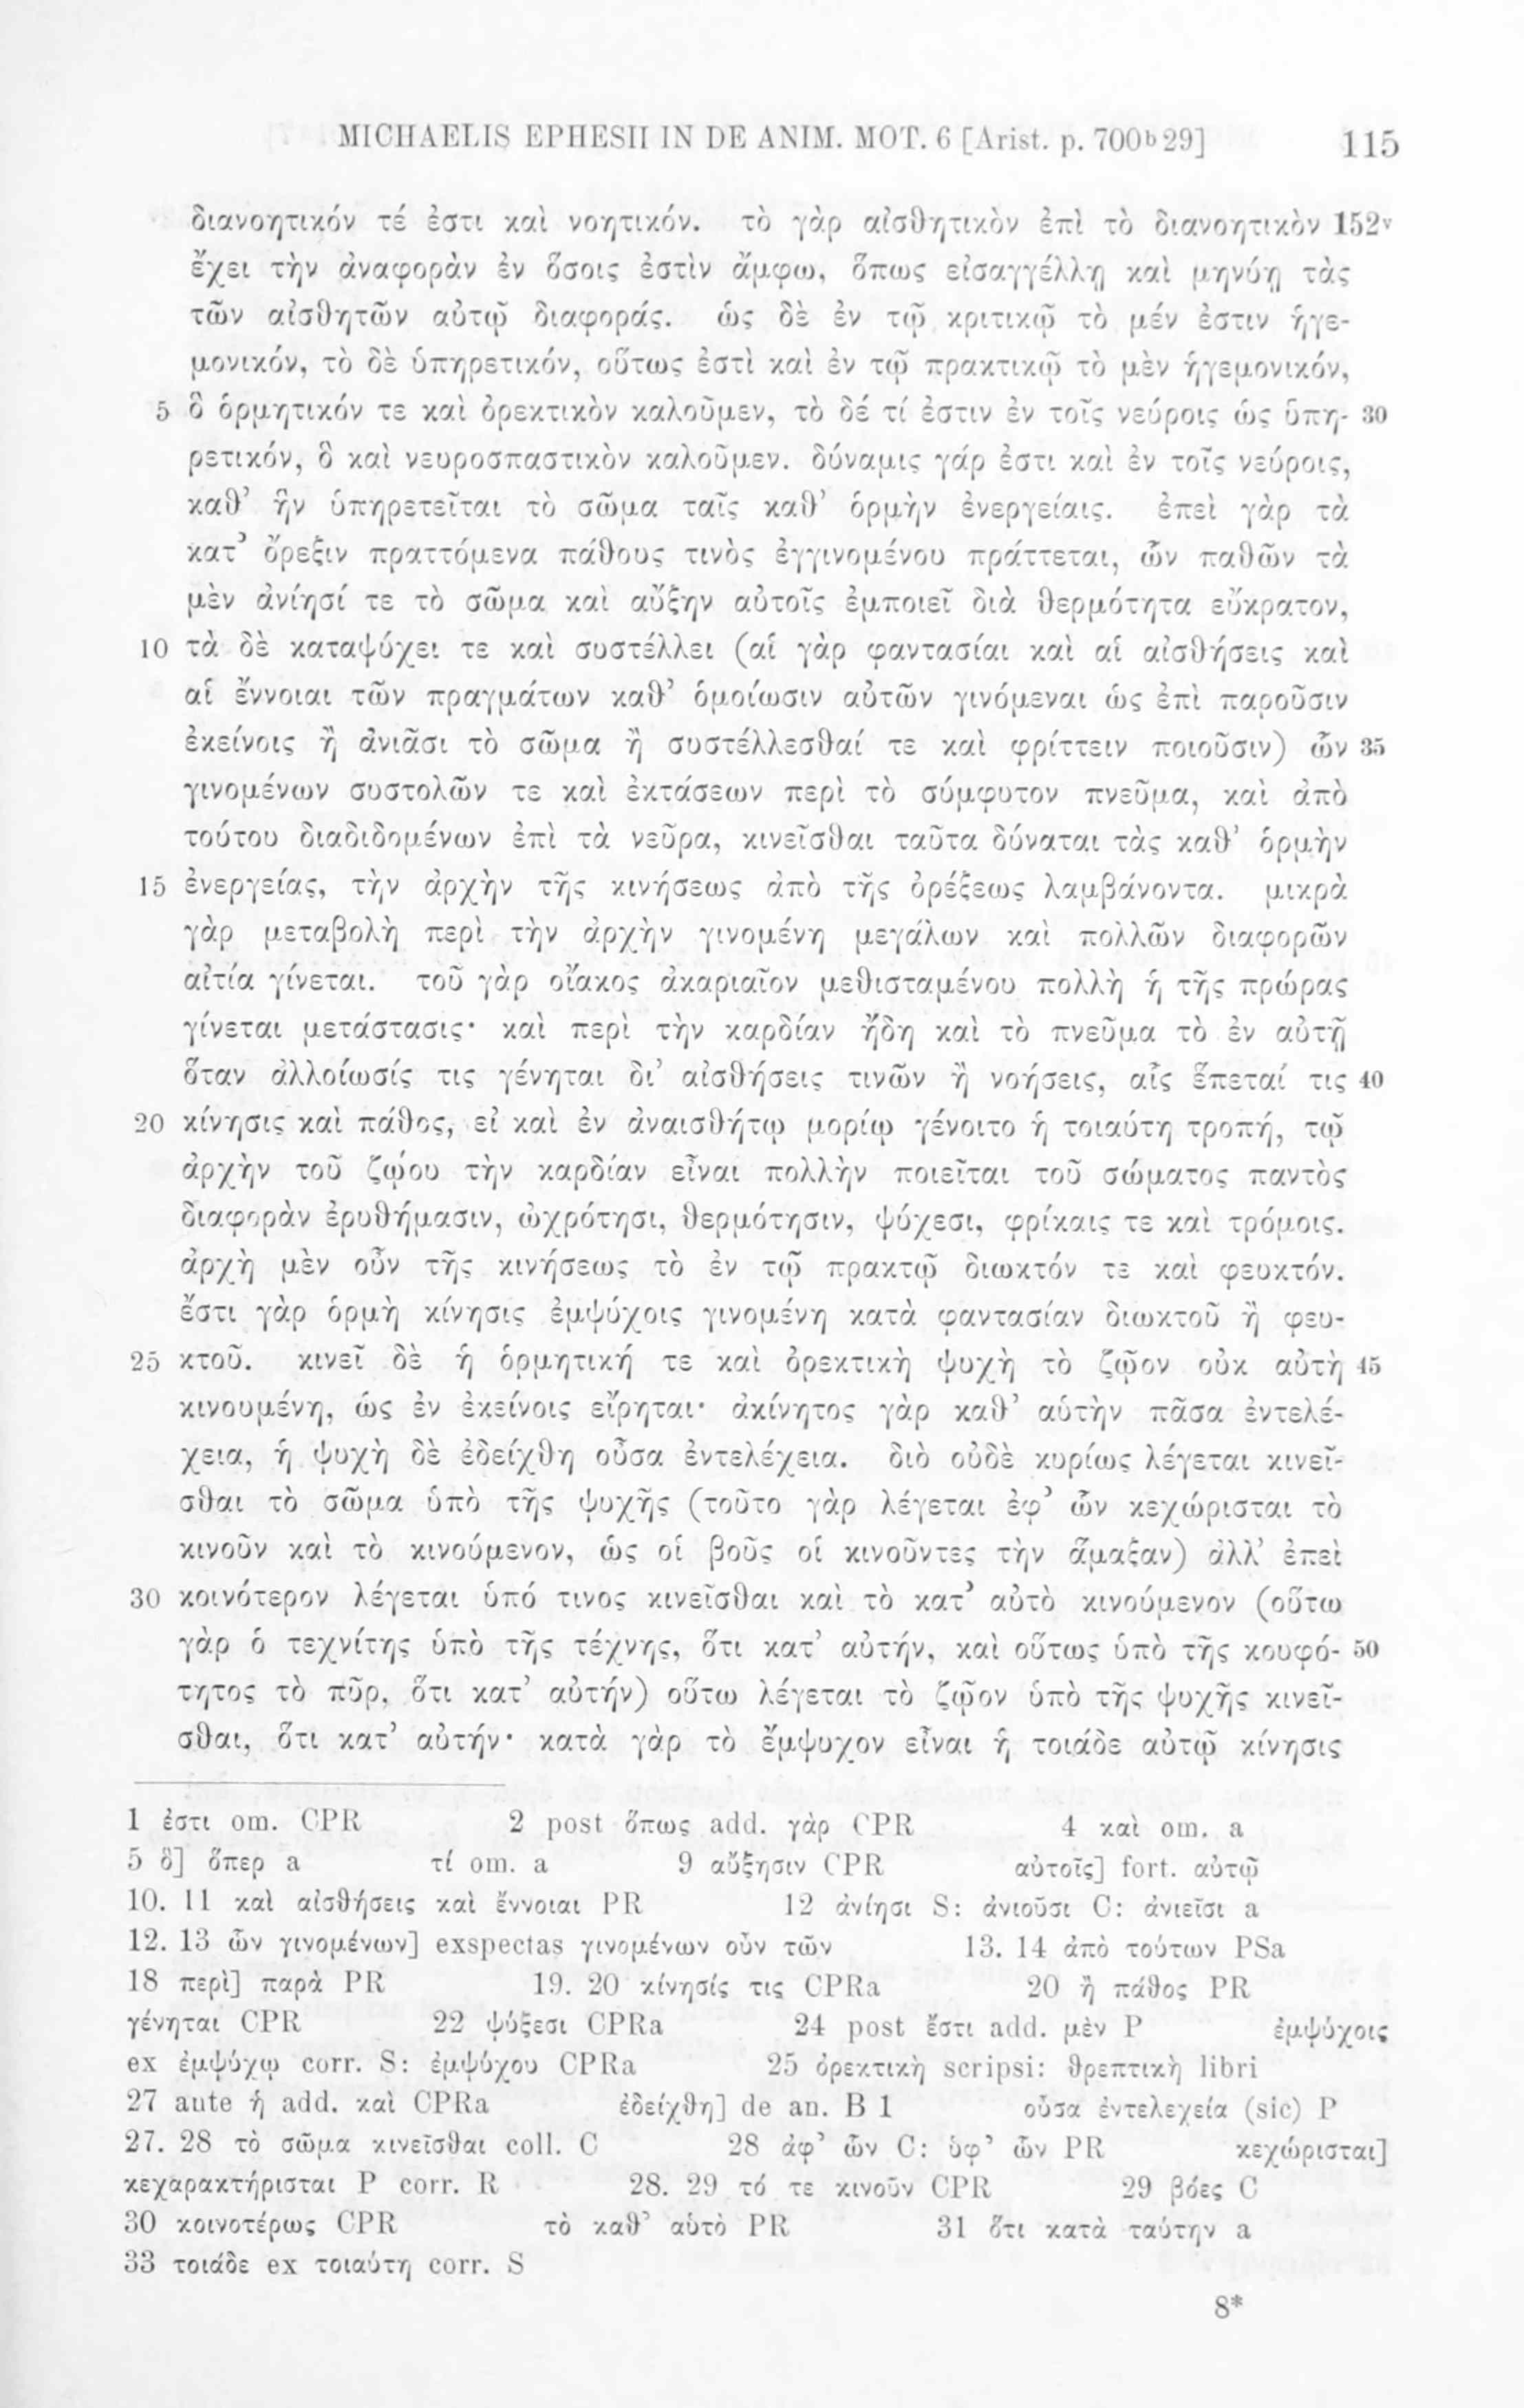 MICHAELIS EPHESII IN DE ANIM. MOT. 6 [Arist. p. 700ᵇ29] 115
διανοητικόν τέ ἐστι καὶ νοητικόν. τὸ γὰρ αἰσθητικὸν ἐπὶ τὸ διανοητικὸν 152ᵛ
ἔχει τὴν ἀναφορὰν ἐν ὅσοις ἐστὶν ἄμφω, ὅπως εἰσαγγέλλῃ καὶ μηνύῃ τὰς
τῶν αἰσθητῶν αὐτῷ διαφοράς. ὡς δὲ ἐν τῷ κριτικῷ τὸ μέν ἐστιν ἡγε-
μονικόν, τὸ δὲ ὑπηρετικόν, οὕτως ἐστὶ καὶ ἐν τῷ πρακτικῷ τὸ μὲν ἡγεμονικόν,
5 ὃ ὁρμητικόν τε καὶ ὀρεκτικὸν καλοῦμεν, τὸ δέ τί ἐστιν ἐν τοῖς νεύροις ὡς ὑπη- 30
ρετικόν, ὃ καὶ νευροσπαστικὸν καλοῦμεν. δύναμις γάρ ἐστι καὶ ἐν τοῖς νεύροις,
καθ’ ἣν ὑπηρετεῖται τὸ σῶμα ταῖς καθ’ ὁρμὴν ἐνεργείαις. ἐπεὶ γὰρ τὰ
κατ’ ὄρεξιν πραττόμενα πάθους τινὸς ἐγγινομένου πράττεται, ὧν παθῶν τὰ
μὲν ἀνίησί τε τὸ σῶμα καὶ αὔξην αὐτοῖς ἐμποιεῖ διὰ θερμότητα εὔκρατον,
10 τὰ δὲ καταψύχει τε καὶ συστέλλει (αἱ γὰρ φαντασίαι καὶ αἱ αἰσθήσεις καὶ
αἱ ἔννοιαι τῶν πραγμάτων καθ’ ὁμοίωσιν αὐτῶν γινόμεναι ὡς ἐπὶ παροῦσιν
ἐκείνοις ἢ ἀνιᾶσι τὸ σῶμα ἢ συστέλλεσθαί τε καὶ φρίττειν ποιοῦσιν) ὧν 35
γινομένων συστολῶν τε καὶ ἐκτάσεων περὶ τὸ σύμφυτον πνεῦμα, καὶ ἀπὸ
τούτου διαδιδομένων ἐπὶ τὰ νεῦρα, κινεῖσθαι ταῦτα δύναται τὰς καθ’ ὁρμὴν
15 ἐνεργείας, τὴν ἀρχὴν τῆς κινήσεως ἀπὸ τῆς ὀρέξεως λαμβάνοντα. μικρὰ
γὰρ μεταβολὴ περὶ τὴν ἀρχὴν γινομένη μεγάλων καὶ πολλῶν διαφορῶν
αἰτία γίνεται. τοῦ γὰρ οἴακος ἀκαριαῖον μεθισταμένου πολλὴ ἡ τῆς πρώρας
γίνεται μετάστασις· καὶ περὶ τὴν καρδίαν ἤδη καὶ τὸ πνεῦμα τὸ ἐν αὐτῇ
ὅταν ἀλλοίωσίς τις γένηται δι’ αἰσθήσεις τινῶν ἢ νοήσεις, αἷς ἕπεταί τις 40
20 κίνησις καὶ πάθος, εἰ καὶ ἐν ἀναισθήτῳ μορίῳ γένοιτο ἡ τοιαύτη τροπή, τῷ
ἀρχὴν τοῦ ζῴου τὴν καρδίαν εἶναι πολλὴν ποιεῖται τοῦ σώματος παντὸς
διαφορὰν ἐρυθήμασιν, ὠχρότησι, θερμότησιν, ψύχεσι, φρίκαις τε καὶ τρόμοις.
ἀρχὴ μὲν οὖν τῆς κινήσεως τὸ ἐν τῷ πρακτῷ διωκτόν τε καὶ φευκτόν.
ἔστι γὰρ ὁρμὴ κίνησις ἐμψύχοις γινομένη κατὰ φαντασίαν διωκτοῦ ἢ φευ-
25 κτοῦ. κινεῖ δὲ ἡ ὁρμητική τε καὶ ὀρεκτικὴ ψυχὴ τὸ ζῷον οὐκ αὐτὴ 45
κινουμένη, ὡς ἐν ἐκείνοις εἴρηται· ἀκίνητος γὰρ καθ’ αὑτὴν πᾶσα ἐντελέ-
χεια, ἡ ψυχὴ δὲ ἐδείχθη οὖσα ἐντελέχεια. διὸ οὐδὲ κυρίως λέγεται κινεῖ-
σθαι τὸ σῶμα ὑπὸ τῆς ψυχῆς (τοῦτο γὰρ λέγεται ἐφ’ ὧν κεχώρισται τὸ
κινοῦν καὶ τὸ κινούμενον, ὡς οἱ βοῦς οἱ κινοῦντες τὴν ἅμαξαν) ἀλλ’ ἐπεὶ
30 κοινότερον λέγεται ὑπό τινος κινεῖσθαι καὶ τὸ κατ’ αὐτὸ κινούμενον (οὕτω
γὰρ ὁ τεχνίτης ὑπὸ τῆς τέχνης, ὅτι κατ’ αὐτήν, καὶ οὕτως ὑπὸ τῆς κουφό- 50
τητος τὸ πῦρ, ὅτι κατ’ αὐτήν) οὕτω λέγεται τὸ ζῷον ὑπὸ τῆς ψυχῆς κινεῖ-
σθαι, ὅτι κατ’ αὐτήν· κατὰ γὰρ τὸ ἔμψυχον εἶναι ἡ τοιάδε αὐτῷ κίνησις
1 ἐστι om. CPR 2 post ὅπως add. γὰρ CPR 4 καὶ om. a
5 ὃ] ὅπερ a τί om. a 9 αὔξησιν CPR αὐτοῖς] fort. αὐτῷ
10. 11 καὶ αἰσθήσεις καὶ ἔννοιαι PR 12 ἀνίησι S: ἀνιοῦσι C: ἀνιεῖσι a
12. 13 ὧν γινομένων] exspectas γινομένων οὖν τῶν 13. 14 ἀπὸ τούτων PSa
18 περὶ] παρὰ PR 19. 20 κίνησίς τις CPRa 20 ἢ πάθος PR
γένηται CPR 22 ψύξεσι CPRa 24 post ἔστι add. μὲν P ἐμψύχοις
ex ἐμψύχῳ corr. S: ἐμψύχου CPRa 25 ὀρεκτικὴ scripsi: θρεπτικὴ libri
27 ante ἡ add. καὶ CPRa ἐδείχθη] de an. B 1 οὖσα ἐντελεχεία (sic) P
27. 28 τὸ σῶμα κινεῖσθαι coll. C 28 ἀφ’ ὧν C: ὑφ’ ὧν PR κεχώρισται]
κεχαρακτήρισται P corr. R 28. 29 τό τε κινοῦν CPR 29 βόες C
30 κοινοτέρως CPR τὸ καθ’ αὑτὸ PR 31 ὅτι κατὰ ταύτην a
33 τοιάδε ex τοιαύτη corr. S
8*